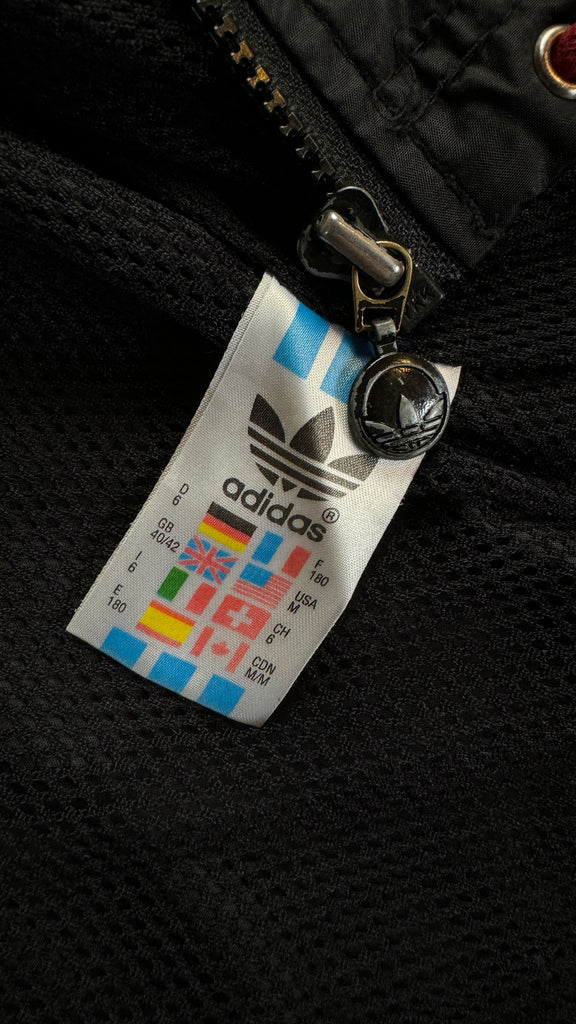 adidas®
D
6
F
180
GB
40/42
USA
M
I
6
CH
6
E
180
CDN
M/M